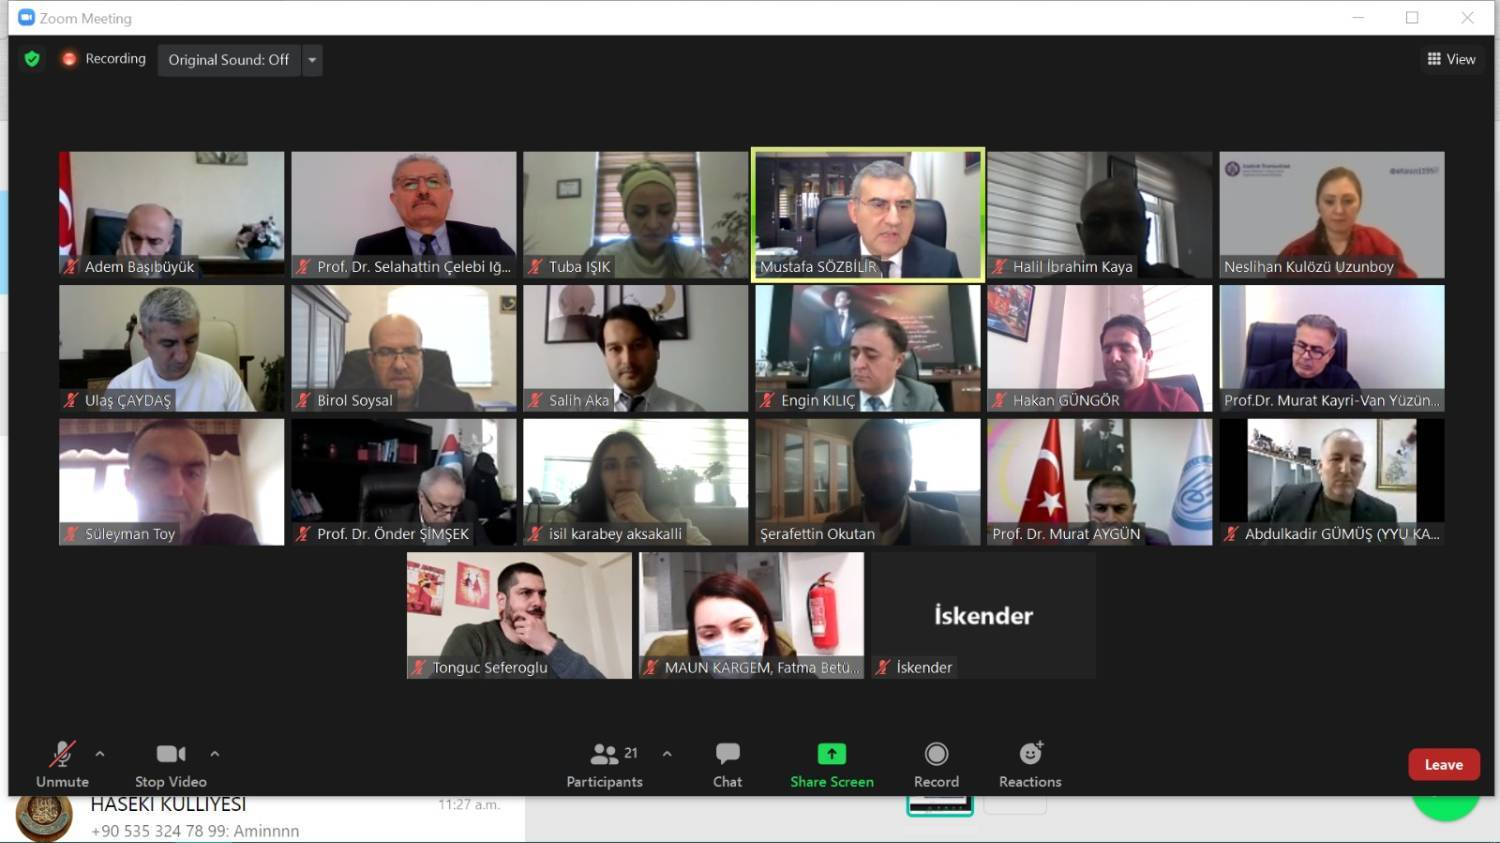 Zoom Meeting
Recording
Original Sound: Off
View
Adem Başıbüyük
Prof. Dr. Selahattin Çelebi Iğ...
Tuba IŞIK
Mustafa SÖZBİLİR
Halil İbrahim Kaya
Neslihan Kulözü Uzunboy
Ulaş ÇAYDAŞ
Birol Soysal
Salih Aka
Engin KILIÇ
Hakan GÜNGÖR
Prof.Dr. Murat Kayri-Van Yüzün...
Süleyman Toy
Prof. Dr. Önder ŞİMŞEK
isil karabey aksakalli
Şerafettin Okutan
Prof. Dr. Murat AYGÜN
Abdulkadir GÜMÜŞ (YYU KA...
İskender
Tonguc Seferoglu
MAUN KARGEM, Fatma Betü...
İskender
21
Unmute
Stop Video
Participants
Chat
Share Screen
Record
Reactions
Leave
HASEKİ KÜLLİYESİ
11:27 a.m.
+90 535 324 78 99: Aminnnn